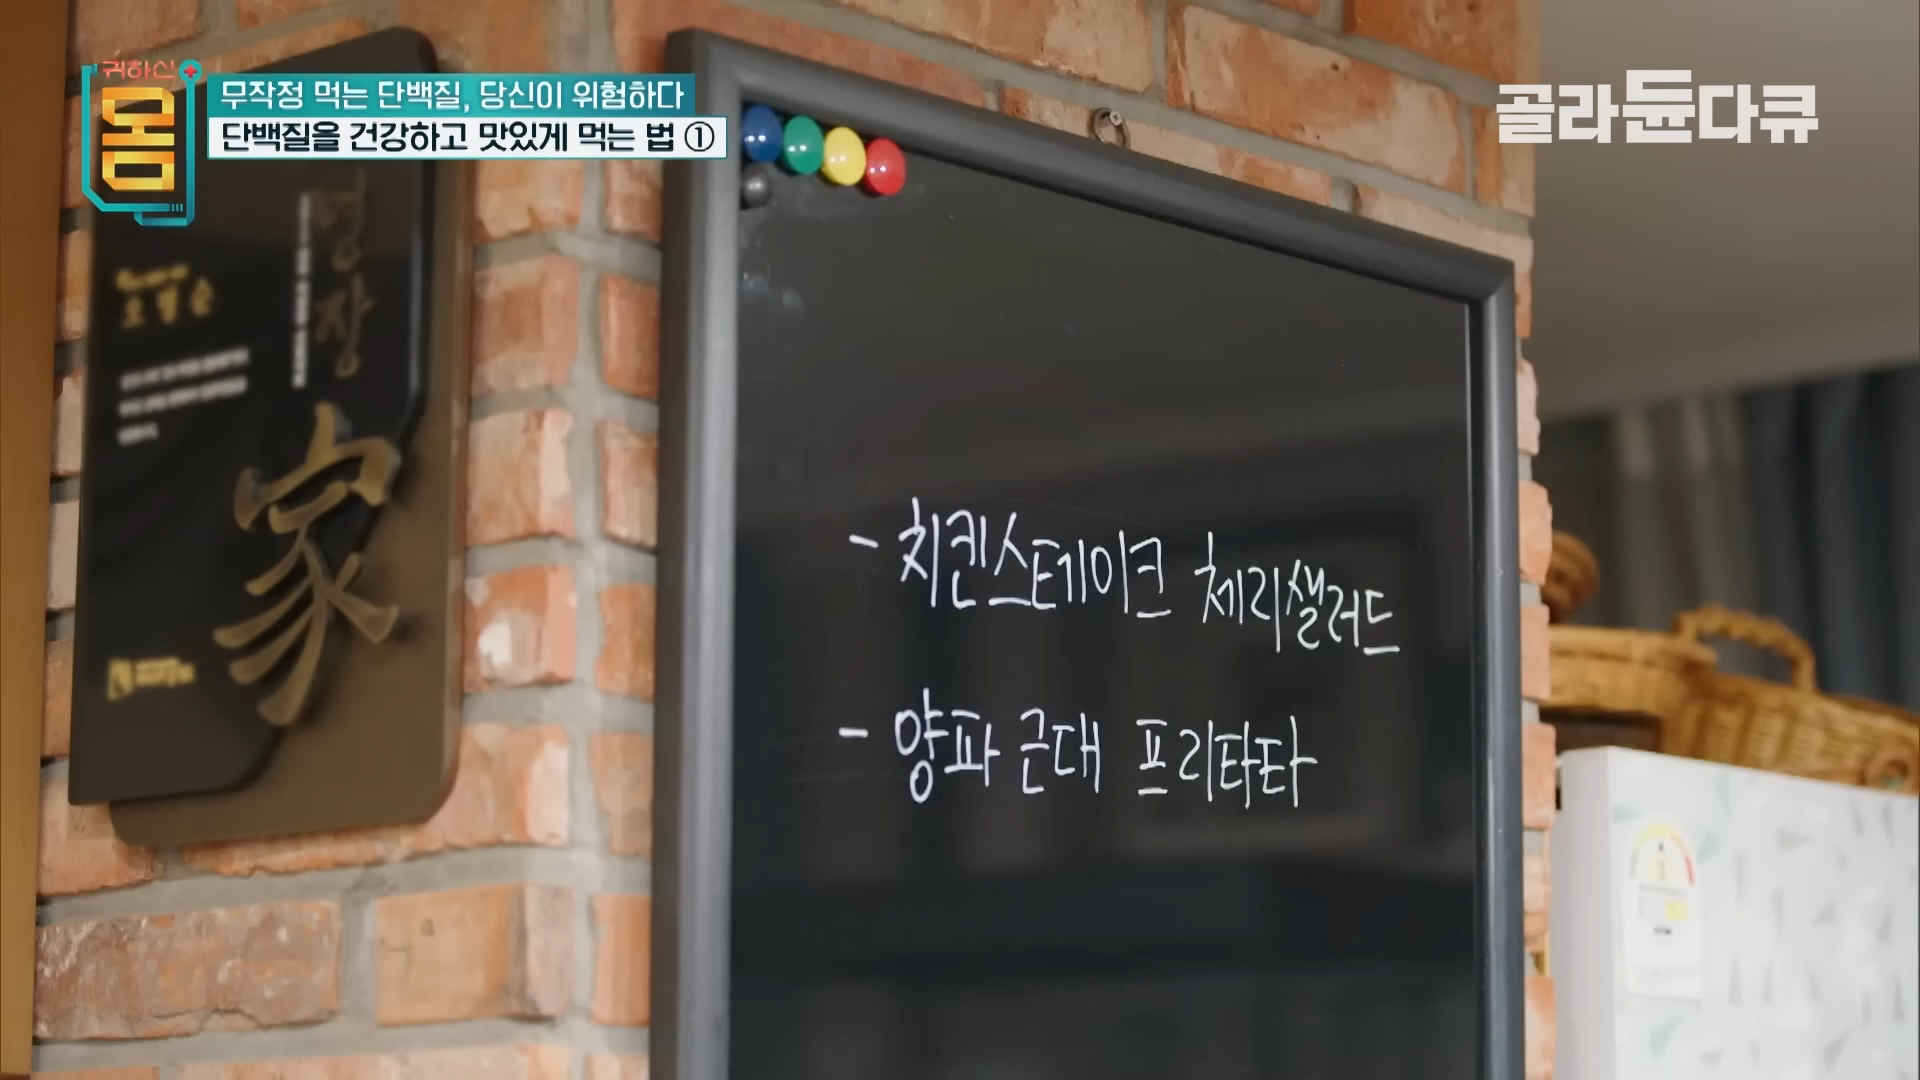 귀하신
몸
무작정 먹는 단백질, 당신이 위험하다
단백질을 건강하고 맛있게 먹는 법 ①
골라듄다큐
명장
家
- 치킨스테이크 체리샐러드
- 양파 근대 프리타타